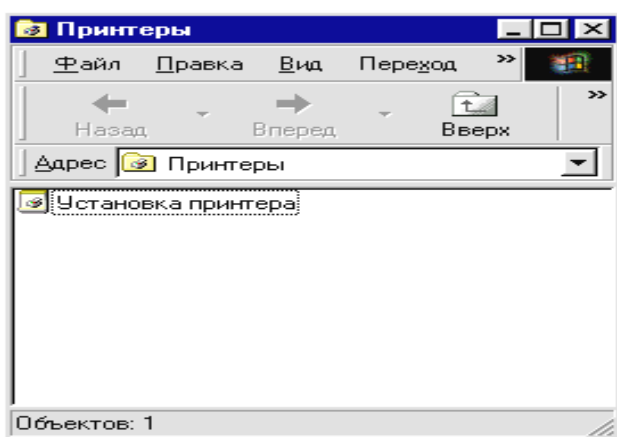 Принтеры
Файл Правка Вид Переход »
Назад Вперед Вверх »
Адрес Принтеры
Установка принтера
Объектов: 1